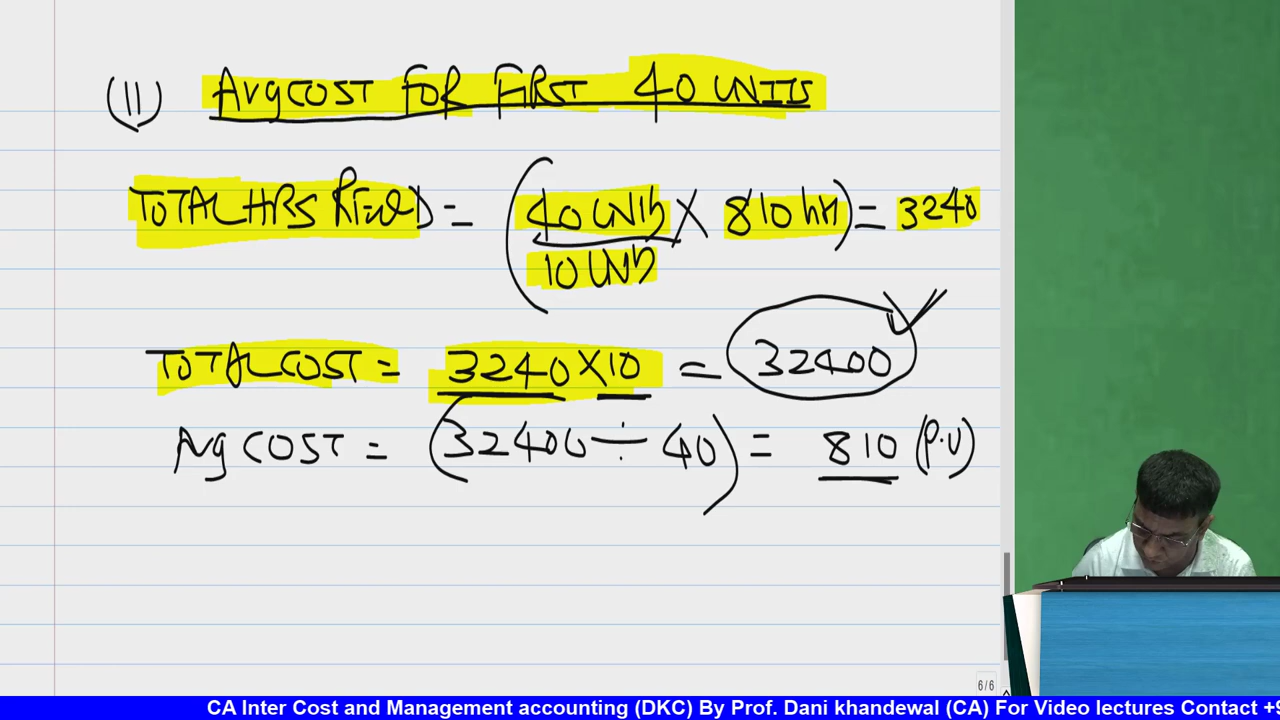 (II) Avg COST FOR FIRST 40 UNITS
TOTAL HRS REQD = (40 UNITS × 810 hrs) = 3240
10 UNITS
TOTAL COST = 3240 × 10 = 32400
Avg COST = (32400 ÷ 40) = 810 (P.U)
6/6
CA Inter Cost and Management accounting (DKC) By Prof. Dani khandewal (CA) For Video lectures Contact +9